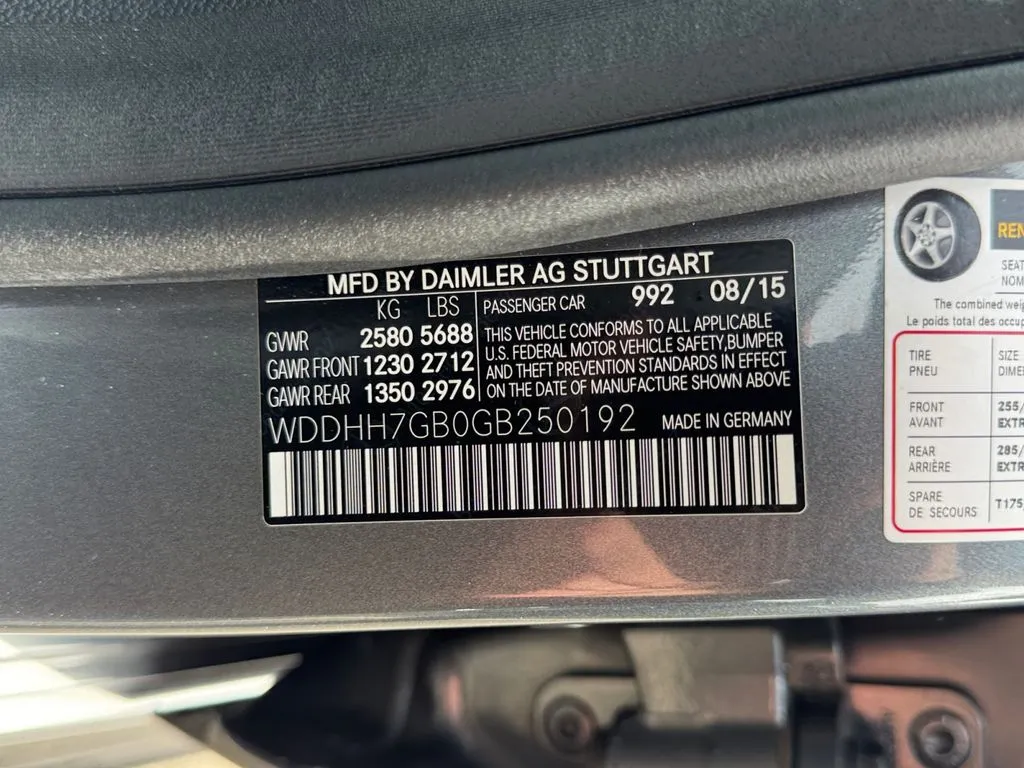 MFD BY DAIMLER AG STUTTGART
KG LBS
GVWR 2580 5688
GAWR FRONT 1230 2712
GAWR REAR 1350 2976
PASSENGER CAR 992 08/15
THIS VEHICLE CONFORMS TO ALL APPLICABLE
U.S. FEDERAL MOTOR VEHICLE SAFETY,BUMPER
AND THEFT PREVENTION STANDARDS IN EFFECT
ON THE DATE OF MANUFACTURE SHOWN ABOVE
WDDHH7GB0GB250192 MADE IN GERMANY
The combined
Le poids total des
TIRE SIZE
PNEU
FRONT 255/
AVANT EXTR
REAR 285/
ARRIÈRE EXTR
SPARE T175/
DE SECOURS